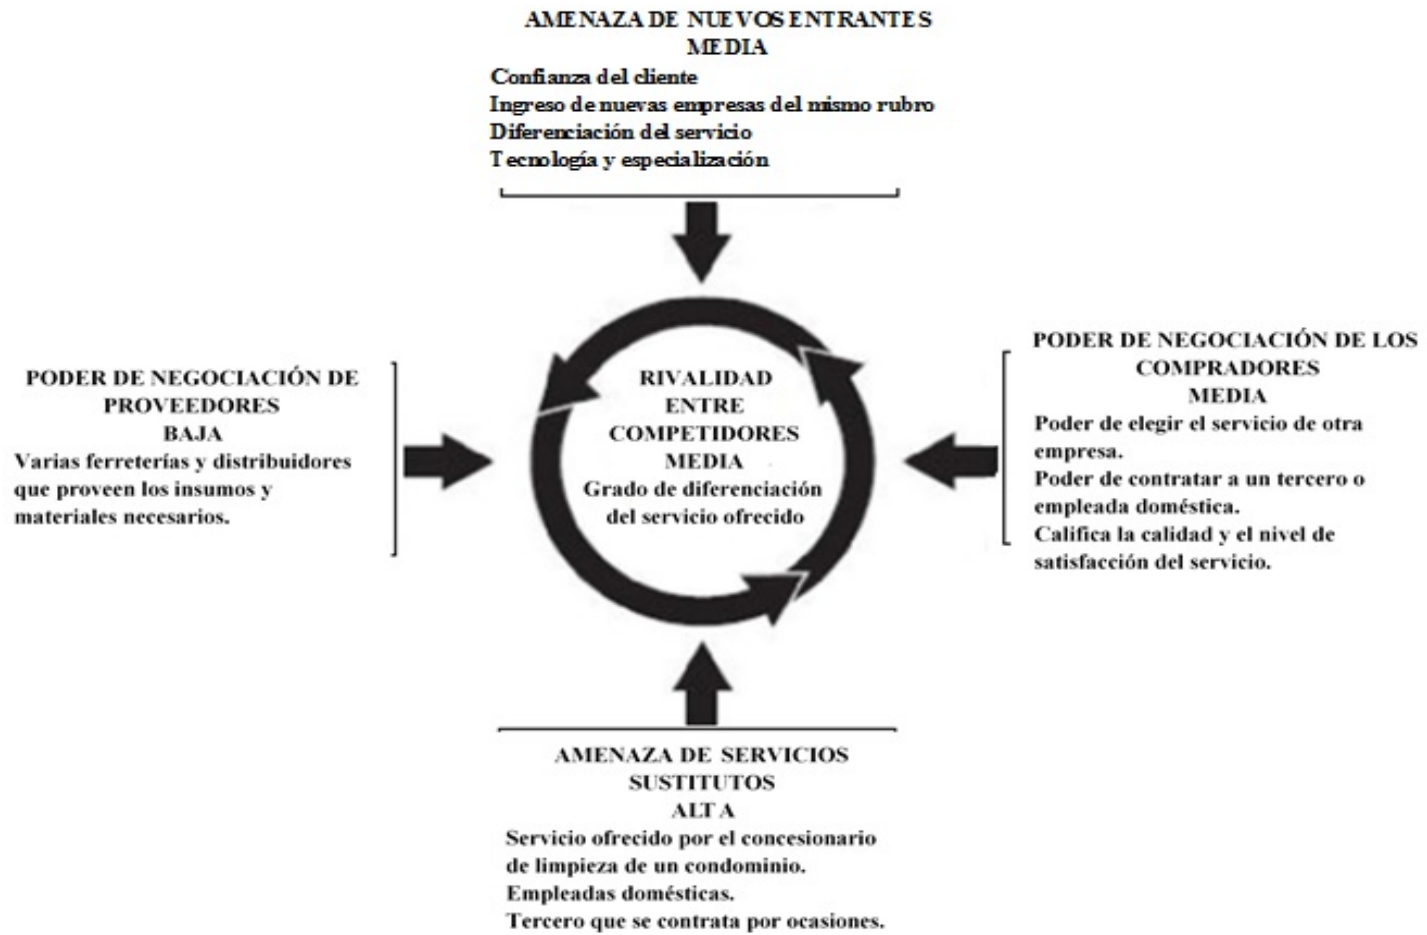 AMENAZA DE NUEVOS ENTRANTES
MEDIA
Confianza del cliente
Ingreso de nuevas empresas del mismo rubro
Diferenciación del servicio
Tecnología y especialización
PODER DE NEGOCIACIÓN DE
PROVEEDORES
BAJA
Varias ferreterías y distribuidores
que proveen los insumos y
materiales necesarios.
RIVALIDAD
ENTRE
COMPETIDORES
MEDIA
Grado de diferenciación
del servicio ofrecido
PODER DE NEGOCIACIÓN DE LOS
COMPRADORES
MEDIA
Poder de elegir el servicio de otra
empresa.
Poder de contratar a un tercero o
empleada doméstica.
Califica la calidad y el nivel de
satisfacción del servicio.
AMENAZA DE SERVICIOS
SUSTITUTOS
ALTA
Servicio ofrecido por el concesionario
de limpieza de un condominio.
Empleadas domésticas.
Tercero que se contrata por ocasiones.